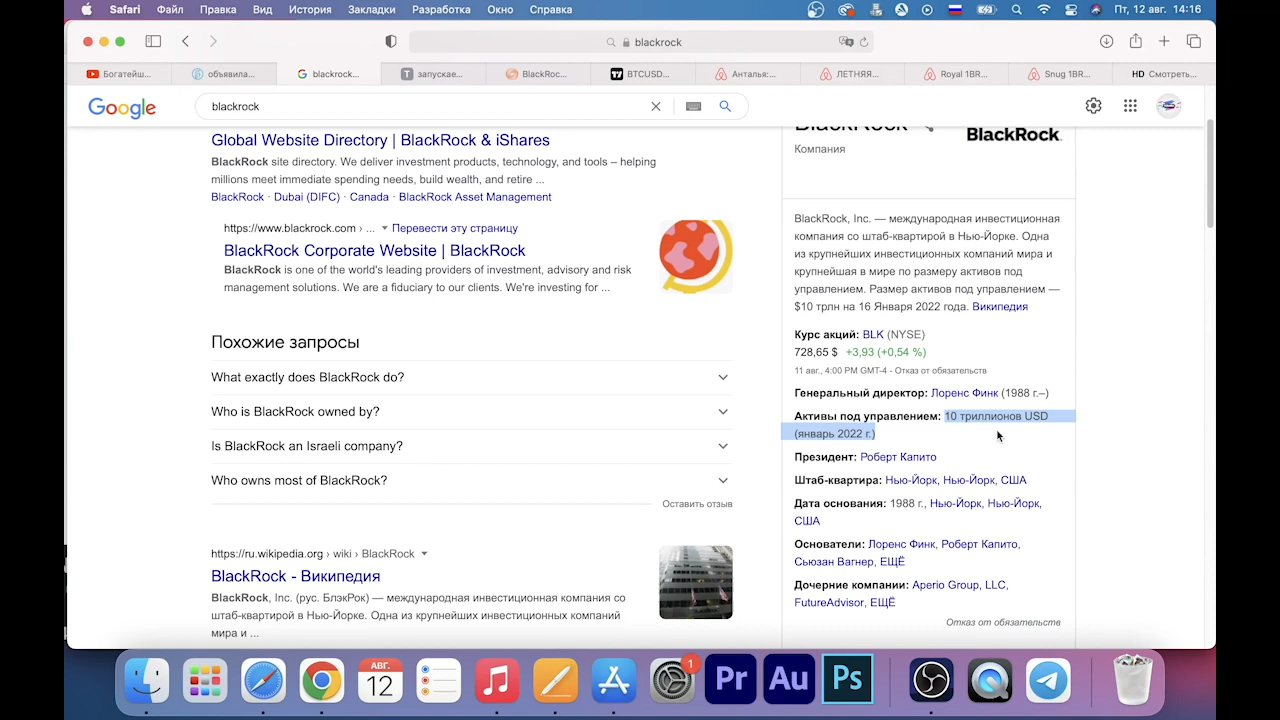 Safari Файл Правка Вид История Закладки Разработка Окно Справка Пт, 12 авг. 14:16
blackrock
Богатейш... объявила... blackrock... запускае... BlackRoc... BTCUSD... Анталья:... ЛЕТНЯЯ... Royal 1BR... Snug 1BR... HD Смотреть...
Google blackrock
Global Website Directory | BlackRock & iShares
BlackRock site directory. We deliver investment products, technology, and tools – helping
millions meet immediate spending needs, build wealth, and retire ...
BlackRock · Dubai (DIFC) · Canada · BlackRock Asset Management
https://www.blackrock.com › ... Перевести эту страницу
BlackRock Corporate Website | BlackRock
BlackRock is one of the world's leading providers of investment, advisory and risk
management solutions. We are a fiduciary to our clients. We're investing for ...
Похожие запросы
What exactly does BlackRock do?
Who is BlackRock owned by?
Is BlackRock an Israeli company?
Who owns most of BlackRock?
Оставить отзыв
https://ru.wikipedia.org › wiki › BlackRock
BlackRock - Википедия
BlackRock, Inc. (рус. БлэкРок) — международная инвестиционная компания со
штаб-квартирой в Нью-Йорке. Одна из крупнейших инвестиционных компаний
мира и ...
BlackRock
BlackRock.
Компания
BlackRock, Inc. — международная инвестиционная
компания со штаб-квартирой в Нью-Йорке. Одна
из крупнейших инвестиционных компаний мира и
крупнейшая в мире по размеру активов под
управлением. Размер активов под управлением —
$10 трлн на 16 Января 2022 года. Википедия
Курс акций: BLK (NYSE)
728,65 $ +3,93 (+0,54 %)
11 авг., 4:00 PM GMT-4 - Отказ от обязательств
Генеральный директор: Лоренс Финк (1988 г.–)
Активы под управлением: 10 триллионов USD
(январь 2022 г.)
Президент: Роберт Капито
Штаб-квартира: Нью-Йорк, Нью-Йорк, США
Дата основания: 1988 г., Нью-Йорк, Нью-Йорк,
США
Основатели: Лоренс Финк, Роберт Капито,
Сьюзан Вагнер, ЕЩЁ
Дочерние компании: Aperio Group, LLC,
FutureAdvisor, ЕЩЁ
Отказ от обязательств
АВГ.
12
1
Pr Au Ps